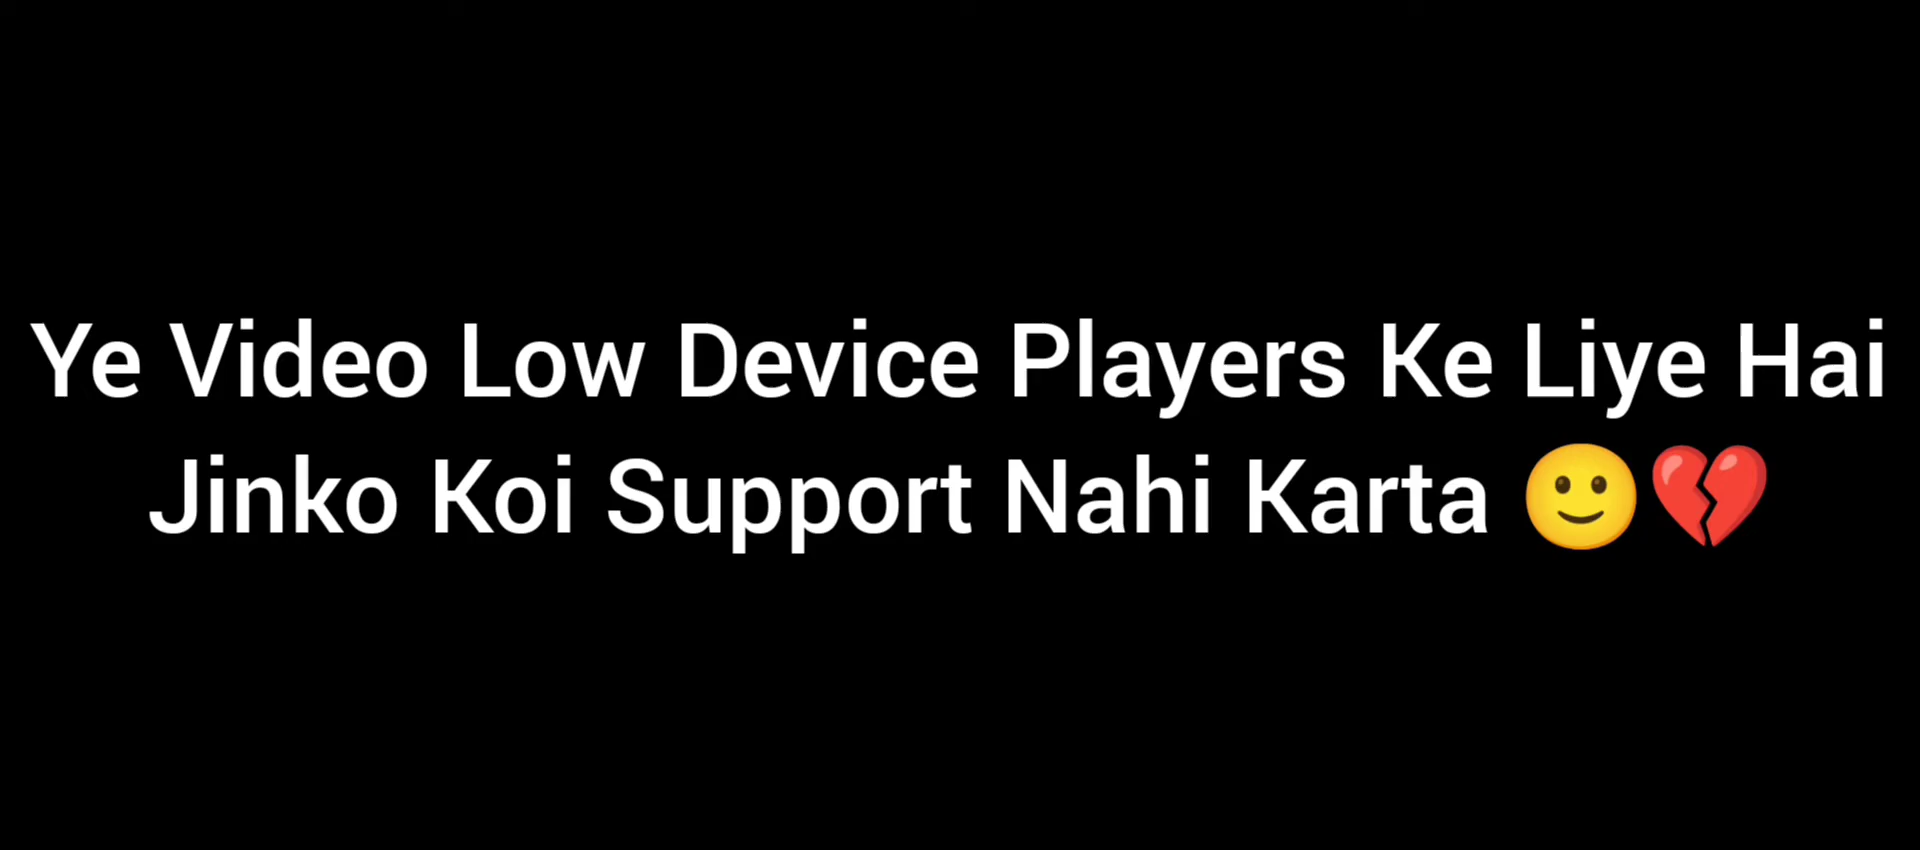 Ye Video Low Device Players Ke Liye Hai
Jinko Koi Support Nahi Karta 🙂💔